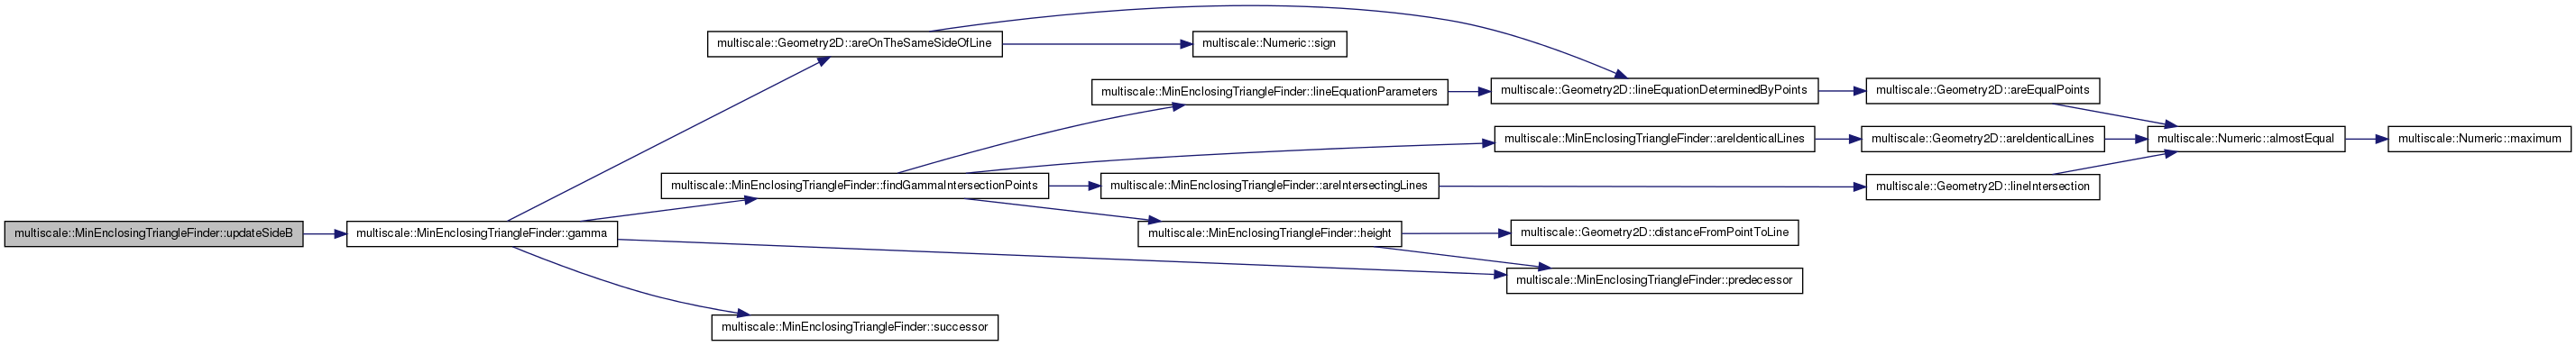 multiscale::MinEnclosingTriangleFinder::updateSideB
multiscale::MinEnclosingTriangleFinder::gamma
multiscale::Geometry2D::areOnTheSameSideOfLine
multiscale::Numeric::sign
multiscale::MinEnclosingTriangleFinder::lineEquationParameters
multiscale::Geometry2D::lineEquationDeterminedByPoints
multiscale::Geometry2D::areEqualPoints
multiscale::MinEnclosingTriangleFinder::areIdenticalLines
multiscale::Geometry2D::areIdenticalLines
multiscale::Numeric::almostEqual
multiscale::Numeric::maximum
multiscale::MinEnclosingTriangleFinder::findGammaIntersectionPoints
multiscale::MinEnclosingTriangleFinder::areIntersectingLines
multiscale::Geometry2D::lineIntersection
multiscale::MinEnclosingTriangleFinder::height
multiscale::Geometry2D::distanceFromPointToLine
multiscale::MinEnclosingTriangleFinder::predecessor
multiscale::MinEnclosingTriangleFinder::successor